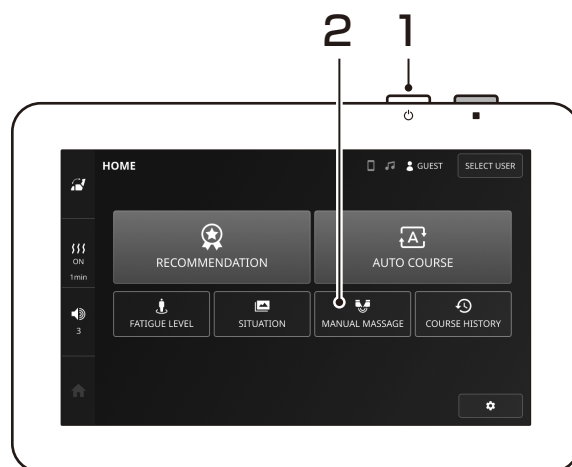 2 1
HOME
GUEST
SELECT USER
ON
1min
3
A
RECOMMENDATION
AUTO COURSE
FATIGUE LEVEL
SITUATION
MANUAL MASSAGE
COURSE HISTORY